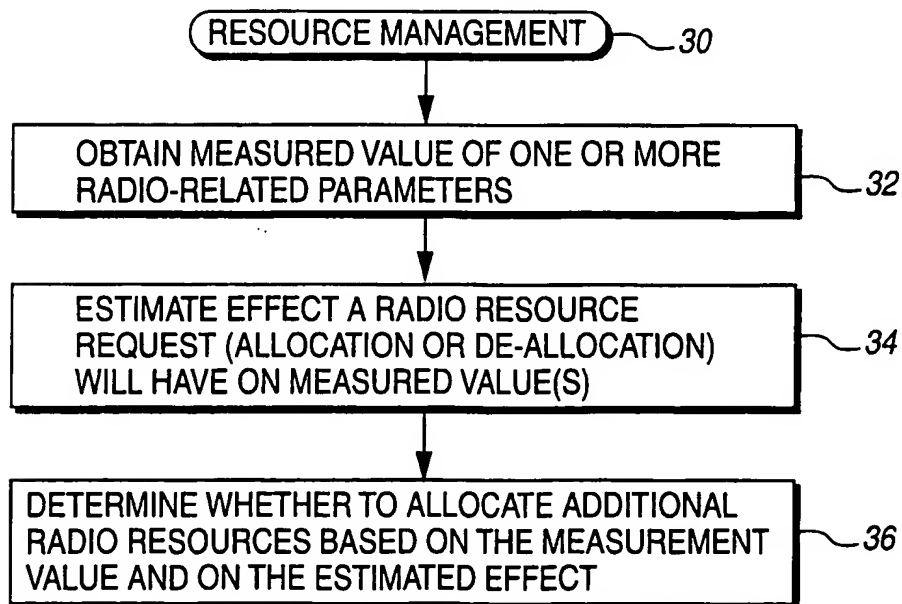 RESOURCE MANAGEMENT
30
OBTAIN MEASURED VALUE OF ONE OR MORE
RADIO-RELATED PARAMETERS
32
ESTIMATE EFFECT A RADIO RESOURCE
REQUEST (ALLOCATION OR DE-ALLOCATION)
WILL HAVE ON MEASURED VALUE(S)
34
DETERMINE WHETHER TO ALLOCATE ADDITIONAL
RADIO RESOURCES BASED ON THE MEASUREMENT
VALUE AND ON THE ESTIMATED EFFECT
36